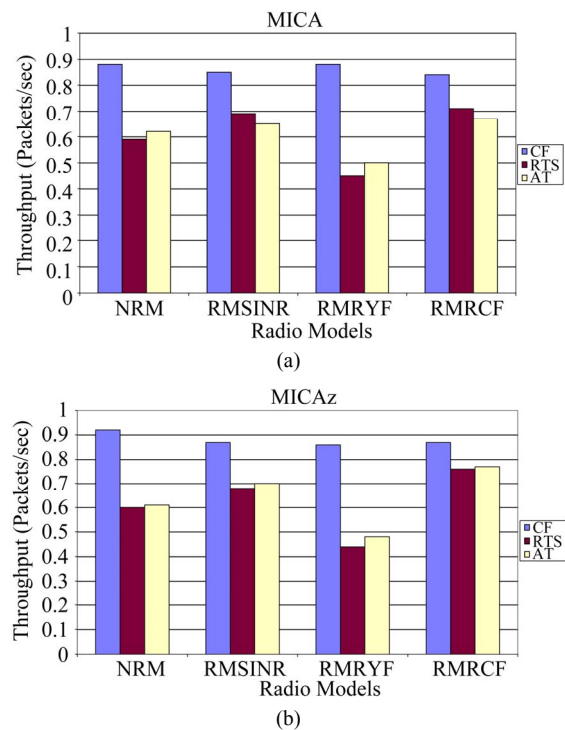 MICA
1
0.9
0.8
0.7
0.6
0.5
0.4
0.3
0.2
0.1
0
Throughput (Packets/sec)
NRM RMSINR RMRYF RMRCF
Radio Models
CF
RTS
AT
(a)
MICAz
1
0.9
0.8
0.7
0.6
0.5
0.4
0.3
0.2
0.1
0
Throughput (Packets/sec)
NRM RMSINR RMRYF RMRCF
Radio Models
CF
RTS
AT
(b)